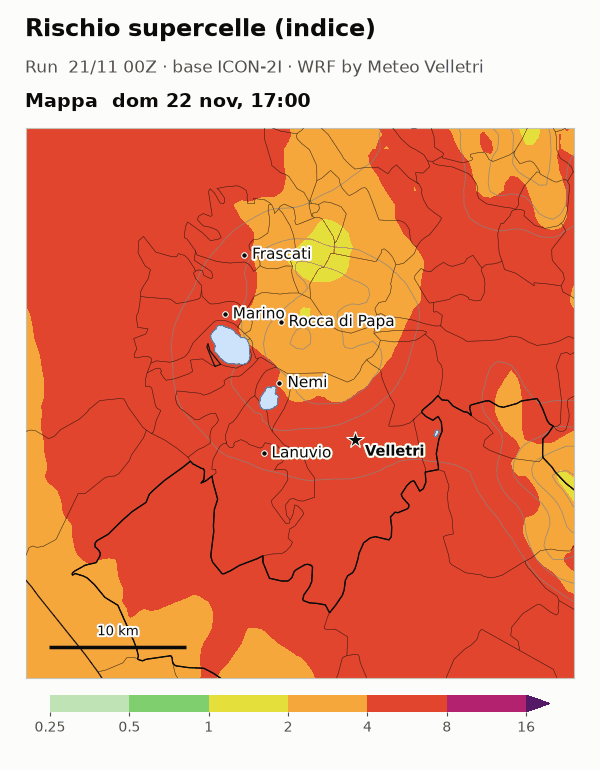 Rischio supercelle (indice)
Run  21/11 00Z · base ICON-2I · WRF by Meteo Velletri
Mappa  dom 22 nov, 17:00
Frascati
Marino
Rocca di Papa
Nemi
Velletri
Lanuvio
10 km
0.25 0.5 1 2 4 8 16